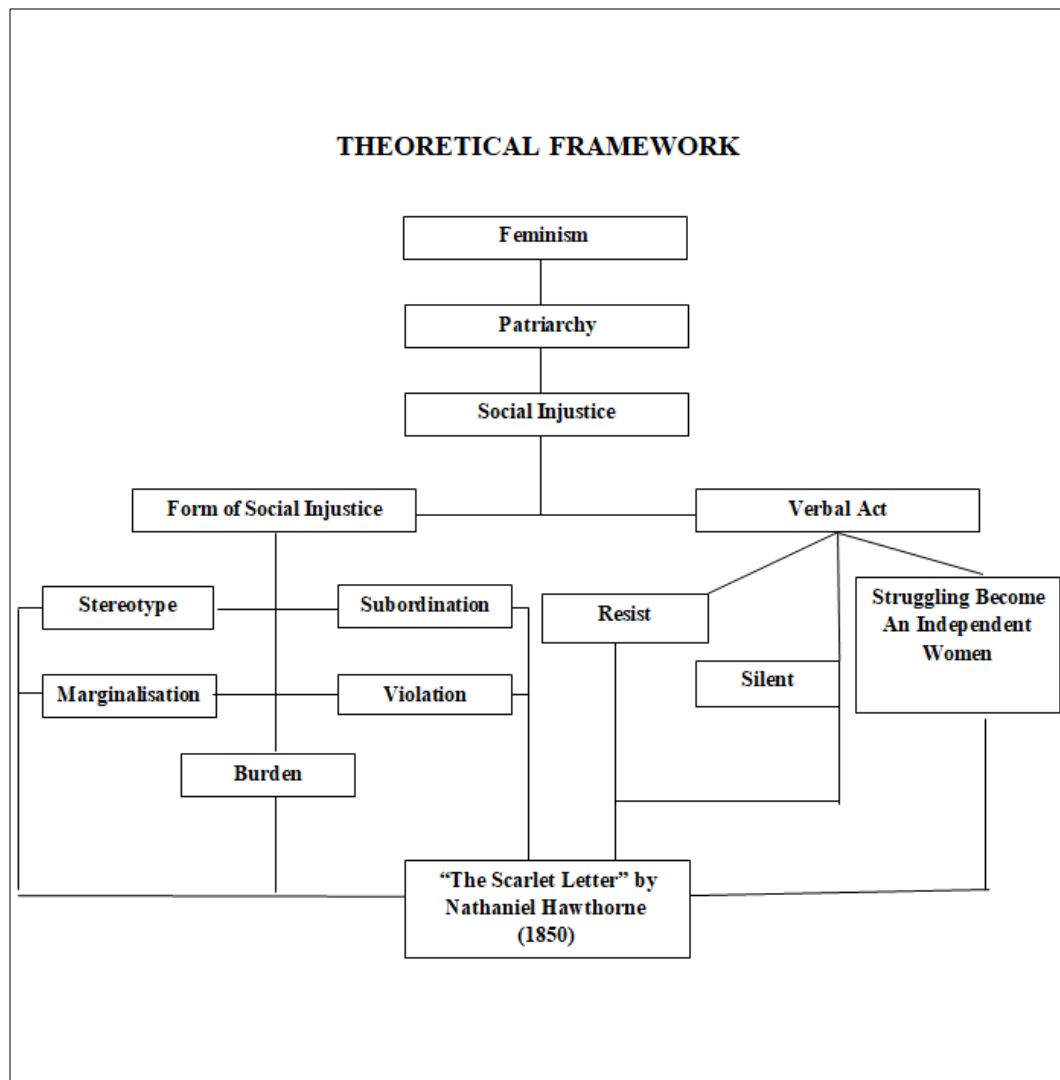 THEORETICAL FRAMEWORK
Feminism
Patriarchy
Social Injustice
Form of Social Injustice
Verbal Act
Stereotype
Subordination
Resist
Struggling Become
An Independent
Women
Marginalisation
Violation
Silent
Burden
“The Scarlet Letter” by
Nathaniel Hawthorne
(1850)